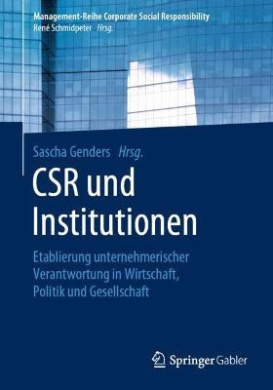 Management-Reihe Corporate Social Responsibility
René Schmidpeter Hrsg.
Sascha Genders Hrsg.
CSR und
Institutionen
Etablierung unternehmerischer
Verantwortung in Wirtschaft,
Politik und Gesellschaft
Springer Gabler